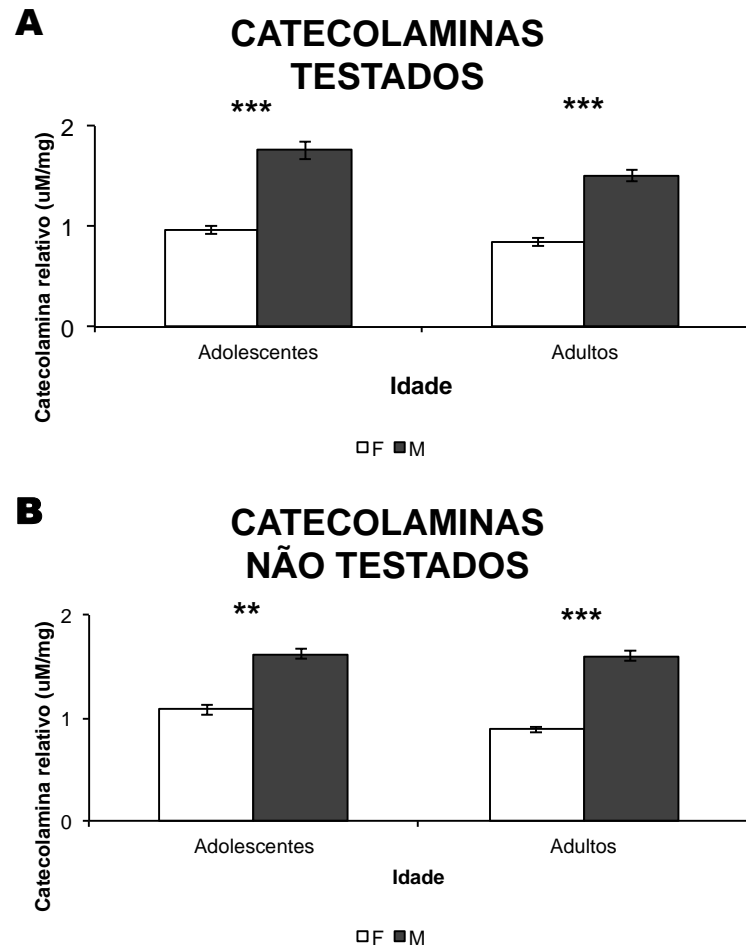 A
CATECOLAMINAS
TESTADOS
*** ***
Catecolamina relativo (uM/mg)
2
1
0
Adolescentes Adultos
Idade
F M
B
CATECOLAMINAS
NÃO TESTADOS
** ***
Catecolamina relativo (uM/mg)
2
1
0
Adolescentes Adultos
Idade
F M